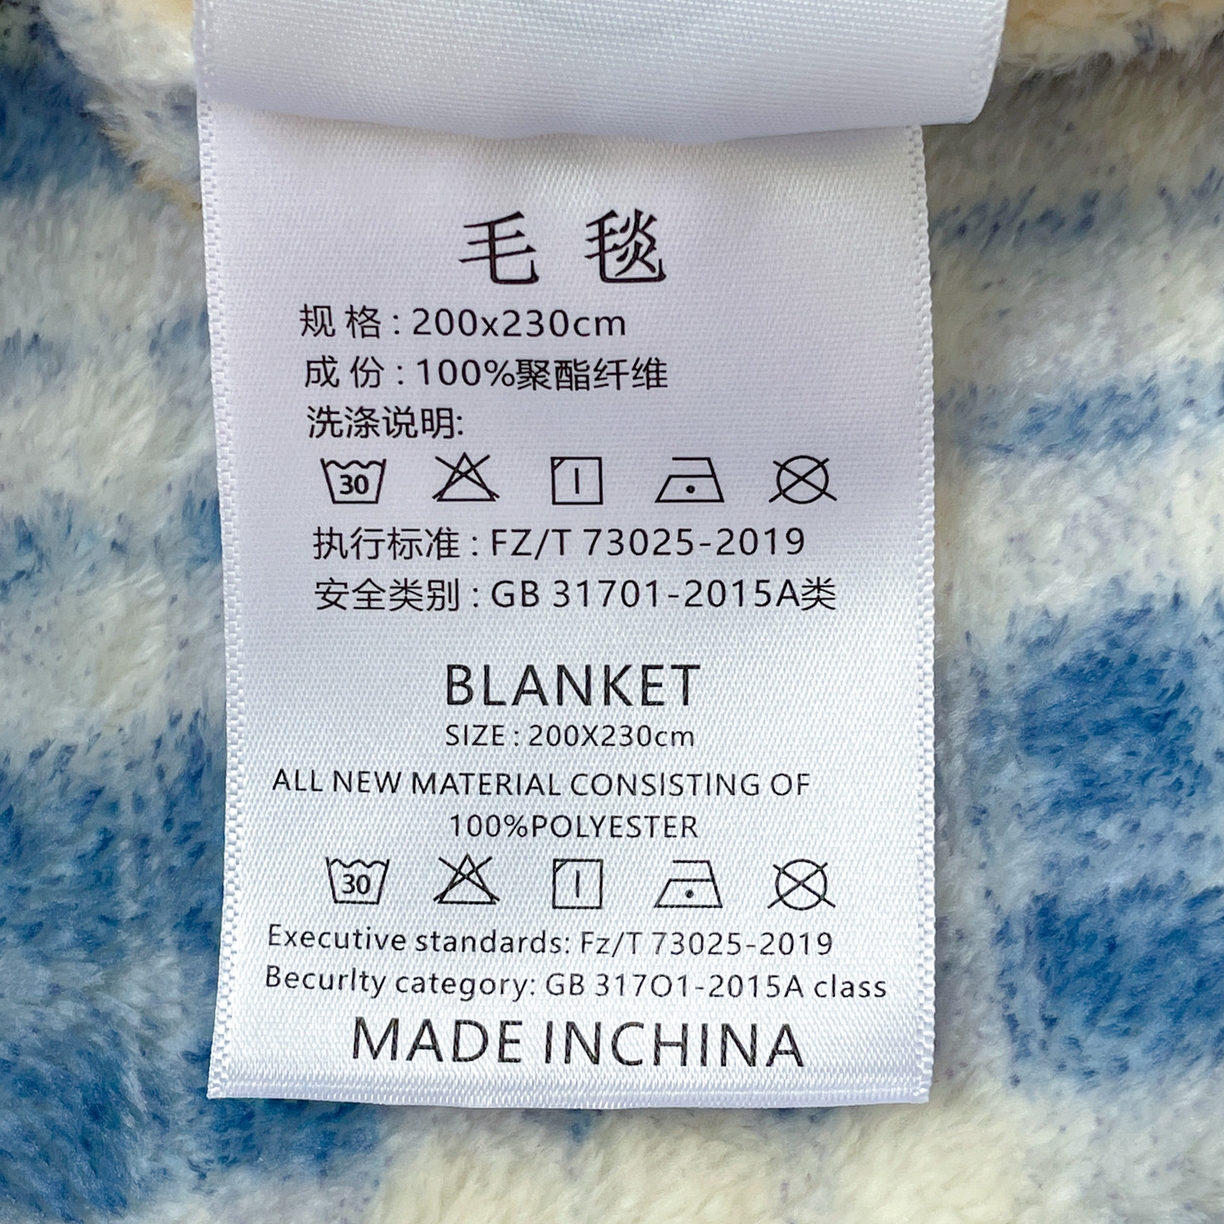 毛 毯
规 格 : 200x230cm
成 份 : 100%聚酯纤维
洗涤说明:
30
执行标准 : FZ/T 73025-2019
安全类别 : GB 31701-2015A类
BLANKET
SIZE : 200X230cm
ALL NEW MATERIAL CONSISTING OF
100%POLYESTER
30
Executive standards: Fz/T 73025-2019
Becurlty category: GB 317O1-2015A class
MADE INCHINA